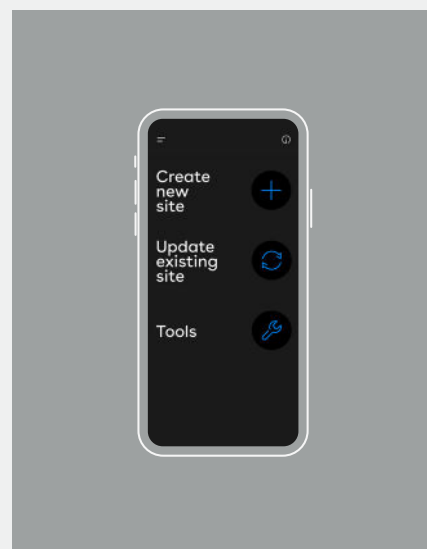 Create
new
site
Update
existing
site
Tools